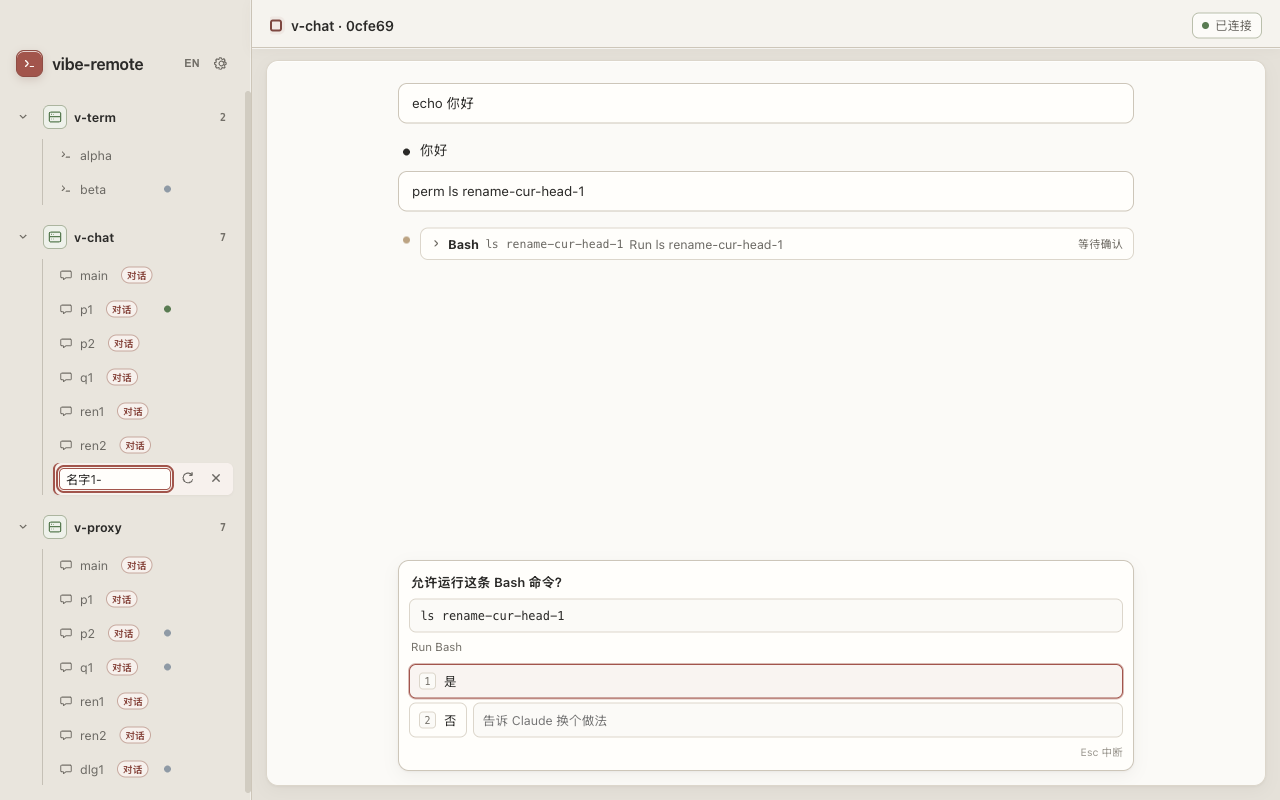 vibe-remote
EN
v-term
2
alpha
beta
v-chat
7
main 对话
p1 对话
p2 对话
q1 对话
ren1 对话
ren2 对话
名字1-
v-proxy
7
main 对话
p1 对话
p2 对话
q1 对话
ren1 对话
ren2 对话
dlg1 对话
v-chat · 0cfe69
已连接
echo 你好
你好
perm ls rename-cur-head-1
Bash ls rename-cur-head-1 Run ls rename-cur-head-1 等待确认
允许运行这条 Bash 命令?
ls rename-cur-head-1
Run Bash
1 是
2 否 告诉 Claude 换个做法
Esc 中断